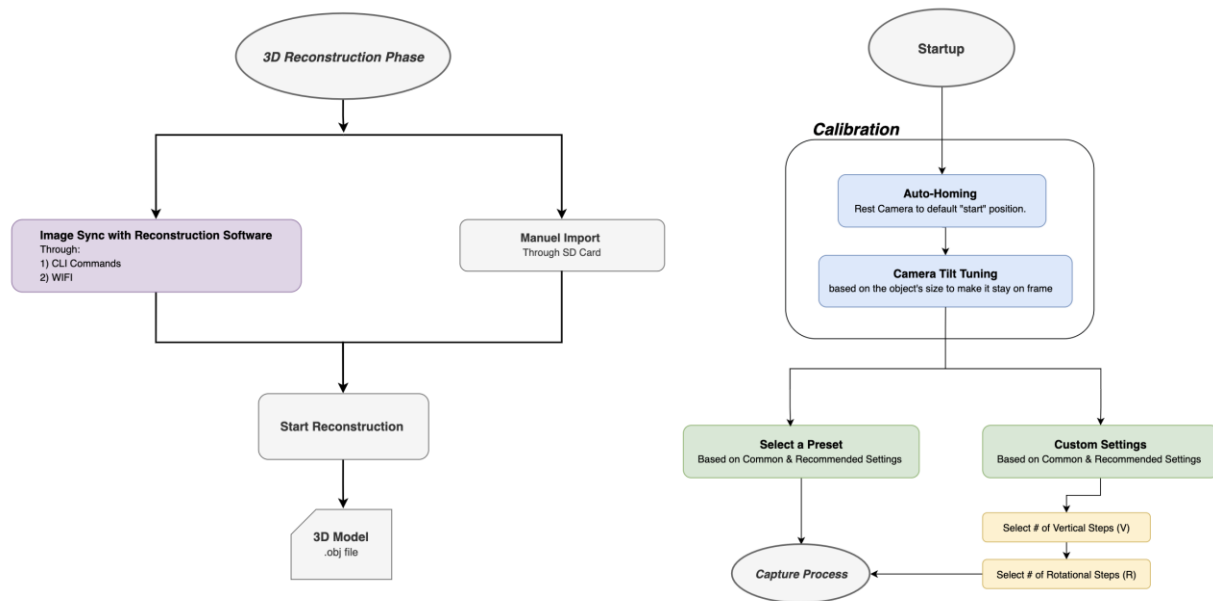 3D Reconstruction Phase
Image Sync with Reconstruction Software
Through:
1) CLI Commands
2) WIFI
Manuel Import
Through SD Card
Start Reconstruction
3D Model
.obj file
Startup
Calibration
Auto-Homing
Rest Camera to default "start" position.
Camera Tilt Tuning
based on the object's size to make it stay on frame
Select a Preset
Based on Common & Recommended Settings
Custom Settings
Based on Common & Recommended Settings
Select # of Vertical Steps (V)
Select # of Rotational Steps (R)
Capture Process